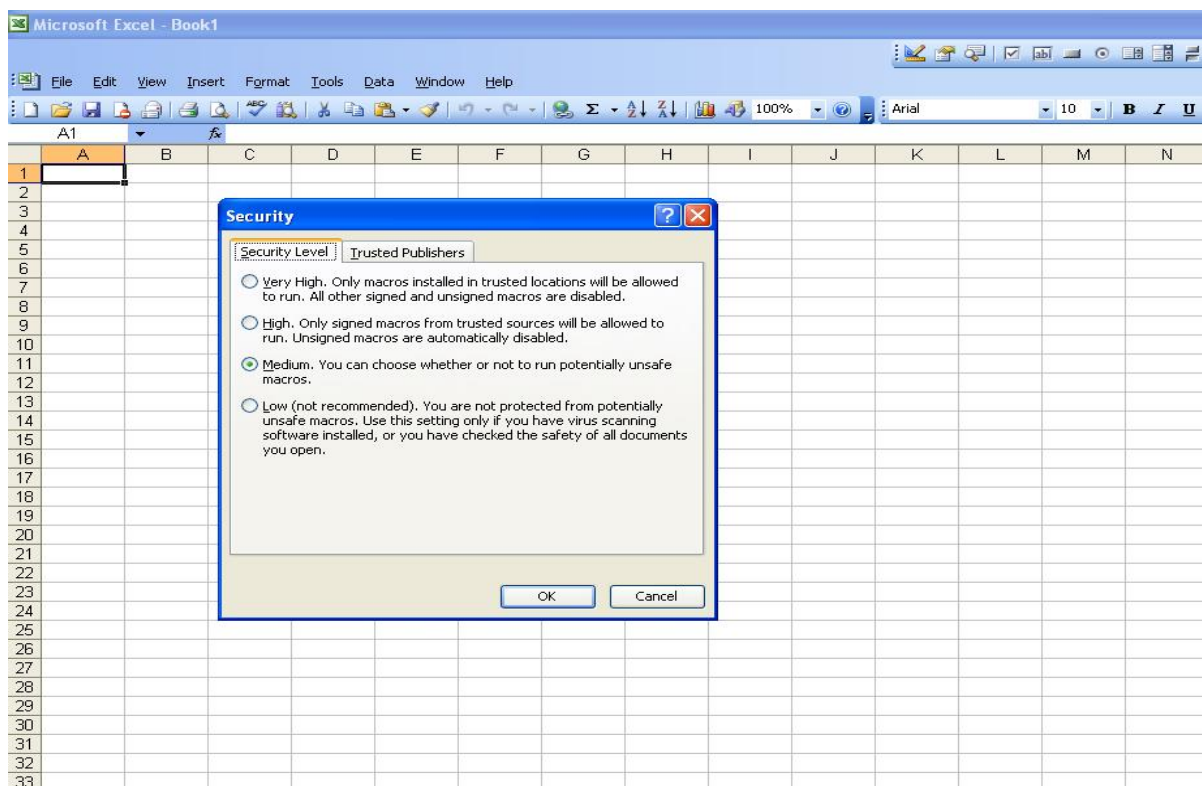 Microsoft Excel - Book1
File Edit View Insert Format Tools Data Window Help
100% Arial 10 B I U
A1 fx
A B C D E F G H I J K L M N
1
2
3
4
5
6
7
8
9
10
11
12
13
14
15
16
17
18
19
20
21
22
23
24
25
26
27
28
29
30
31
32
33
Security
Security Level Trusted Publishers
Very High. Only macros installed in trusted locations will be allowed
to run. All other signed and unsigned macros are disabled.
High. Only signed macros from trusted sources will be allowed to
run. Unsigned macros are automatically disabled.
Medium. You can choose whether or not to run potentially unsafe
macros.
Low (not recommended). You are not protected from potentially
unsafe macros. Use this setting only if you have virus scanning
software installed, or you have checked the safety of all documents
you open.
OK Cancel